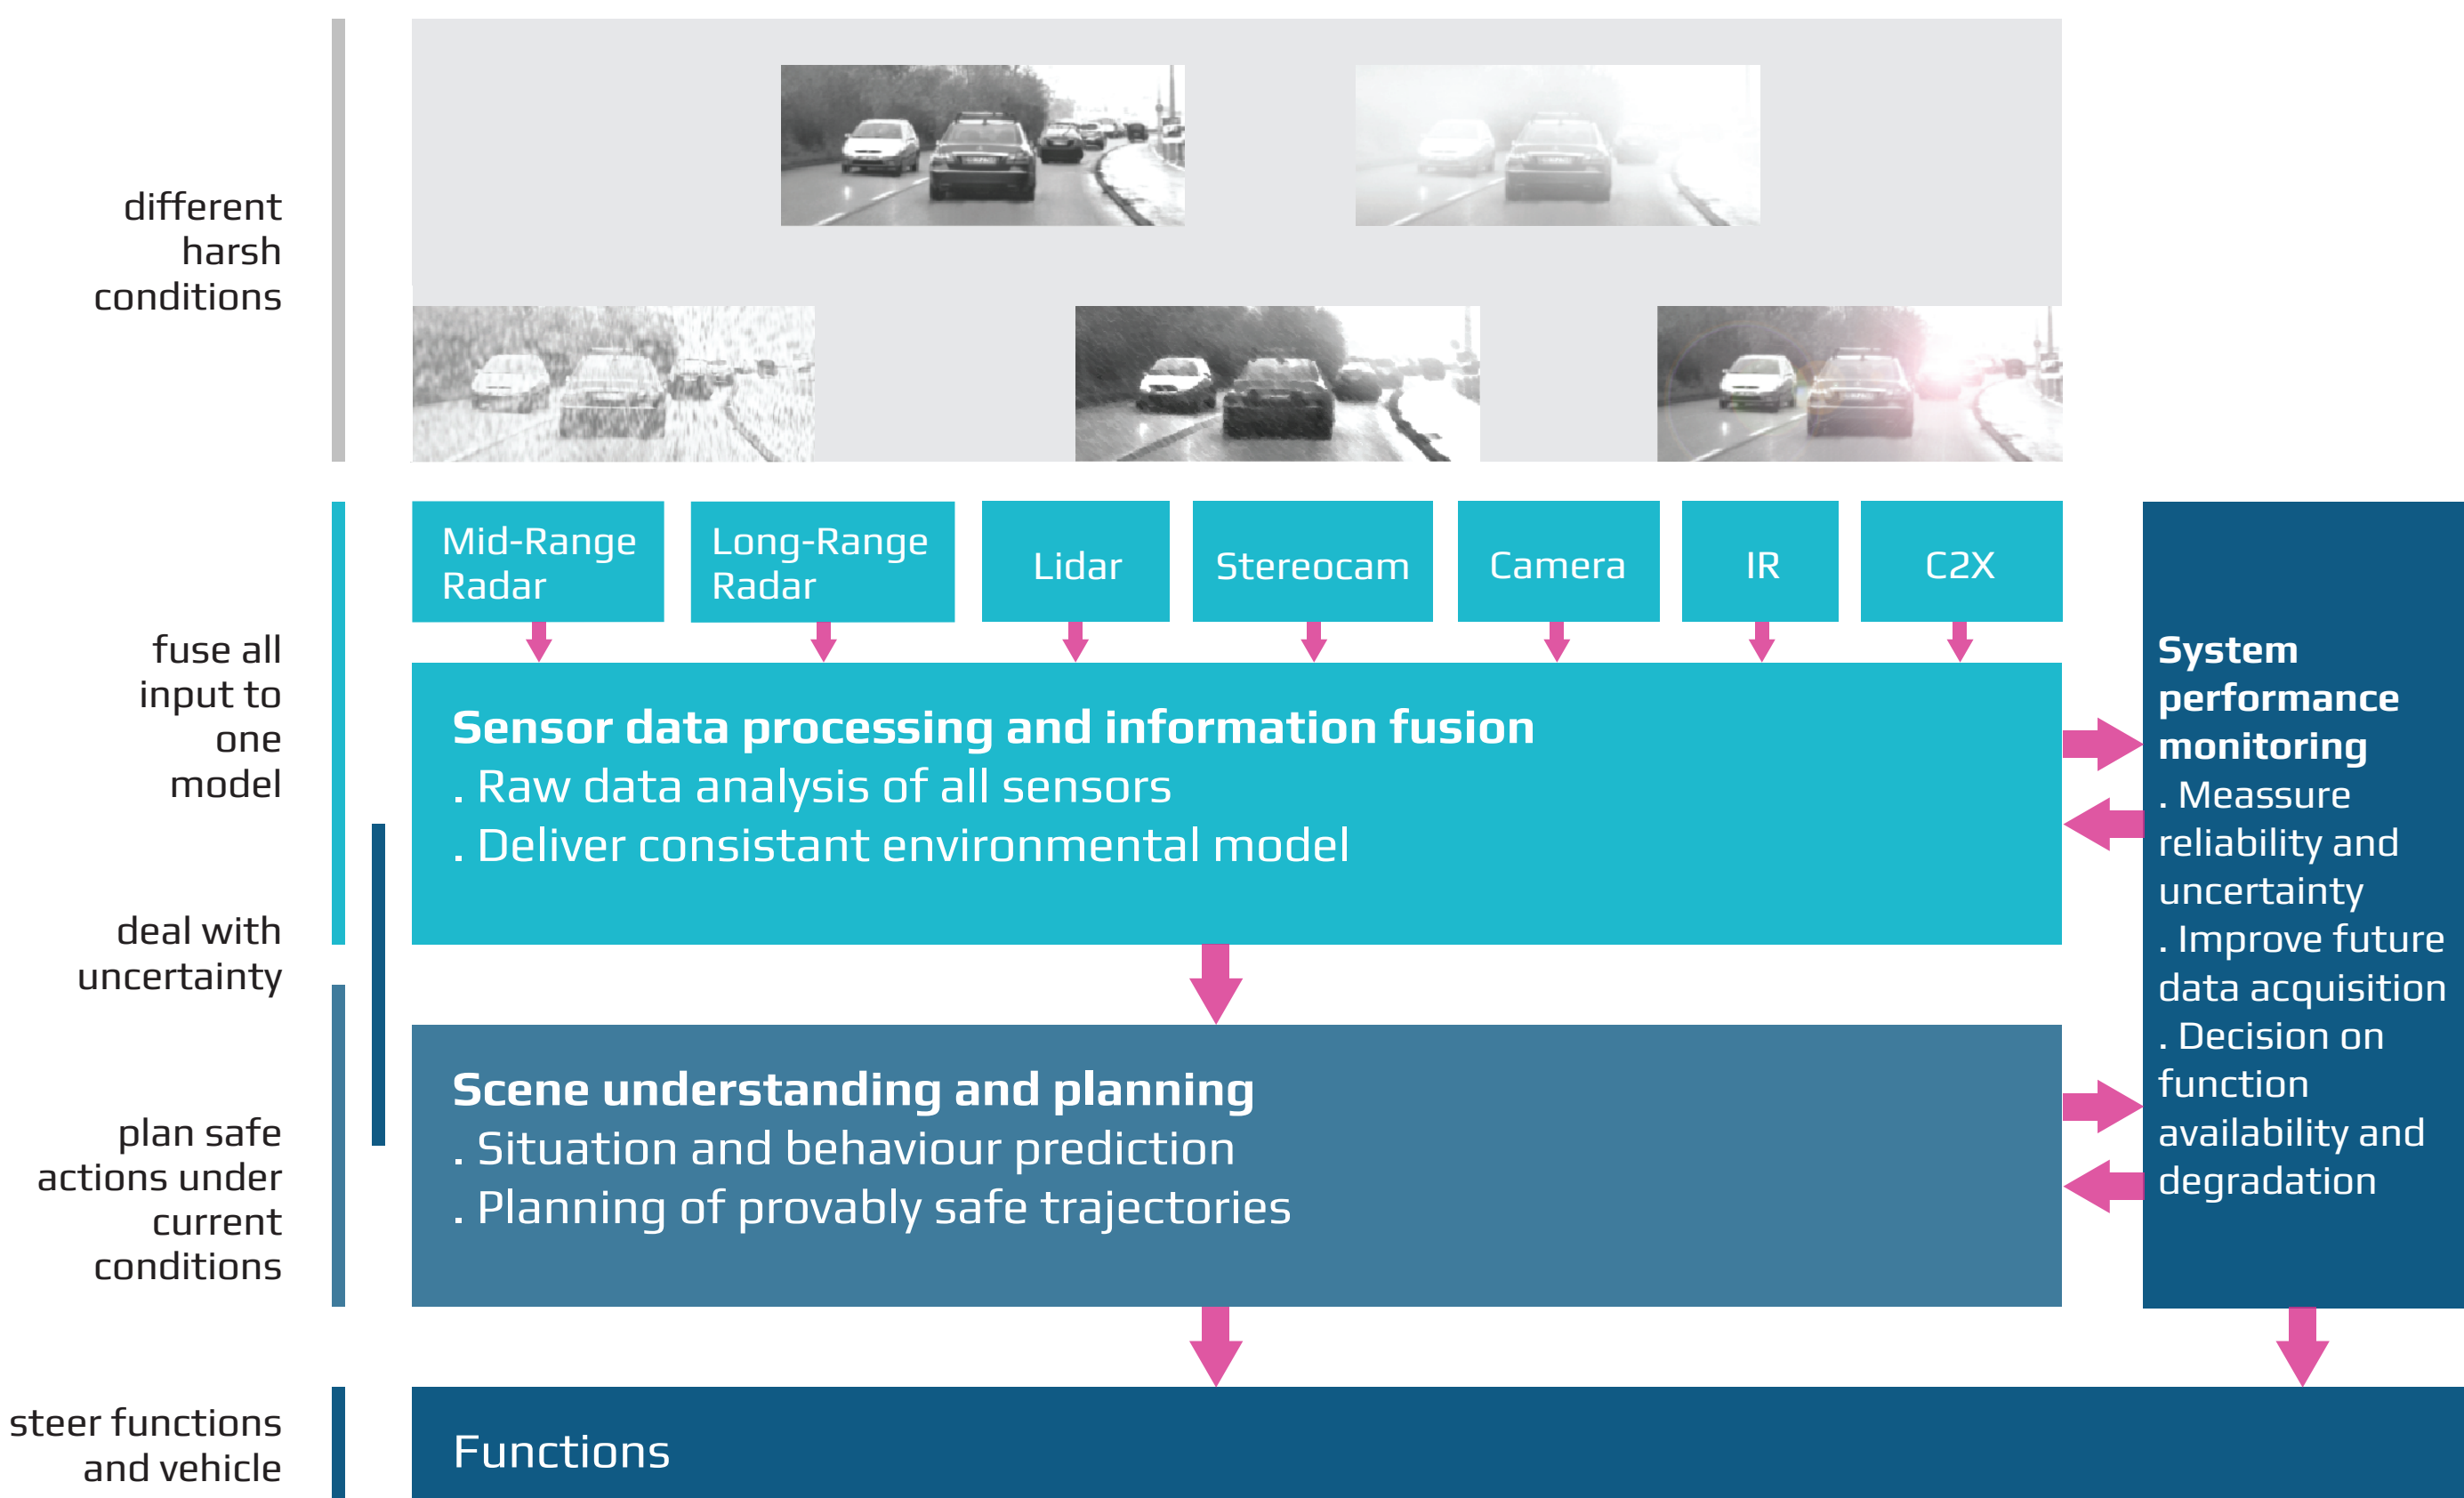 different
harsh
conditions
Mid-Range
Radar
Long-Range
Radar
Lidar
Stereocam
Camera
IR
C2X
fuse all
input to
one
model
Sensor data processing and information fusion
. Raw data analysis of all sensors
. Deliver consistant environmental model
System
performance
monitoring
. Meassure
reliability and
uncertainty
. Improve future
data acquisition
. Decision on
function
availability and
degradation
deal with
uncertainty
plan safe
actions under
current
conditions
Scene understanding and planning
. Situation and behaviour prediction
. Planning of provably safe trajectories
steer functions
and vehicle
Functions